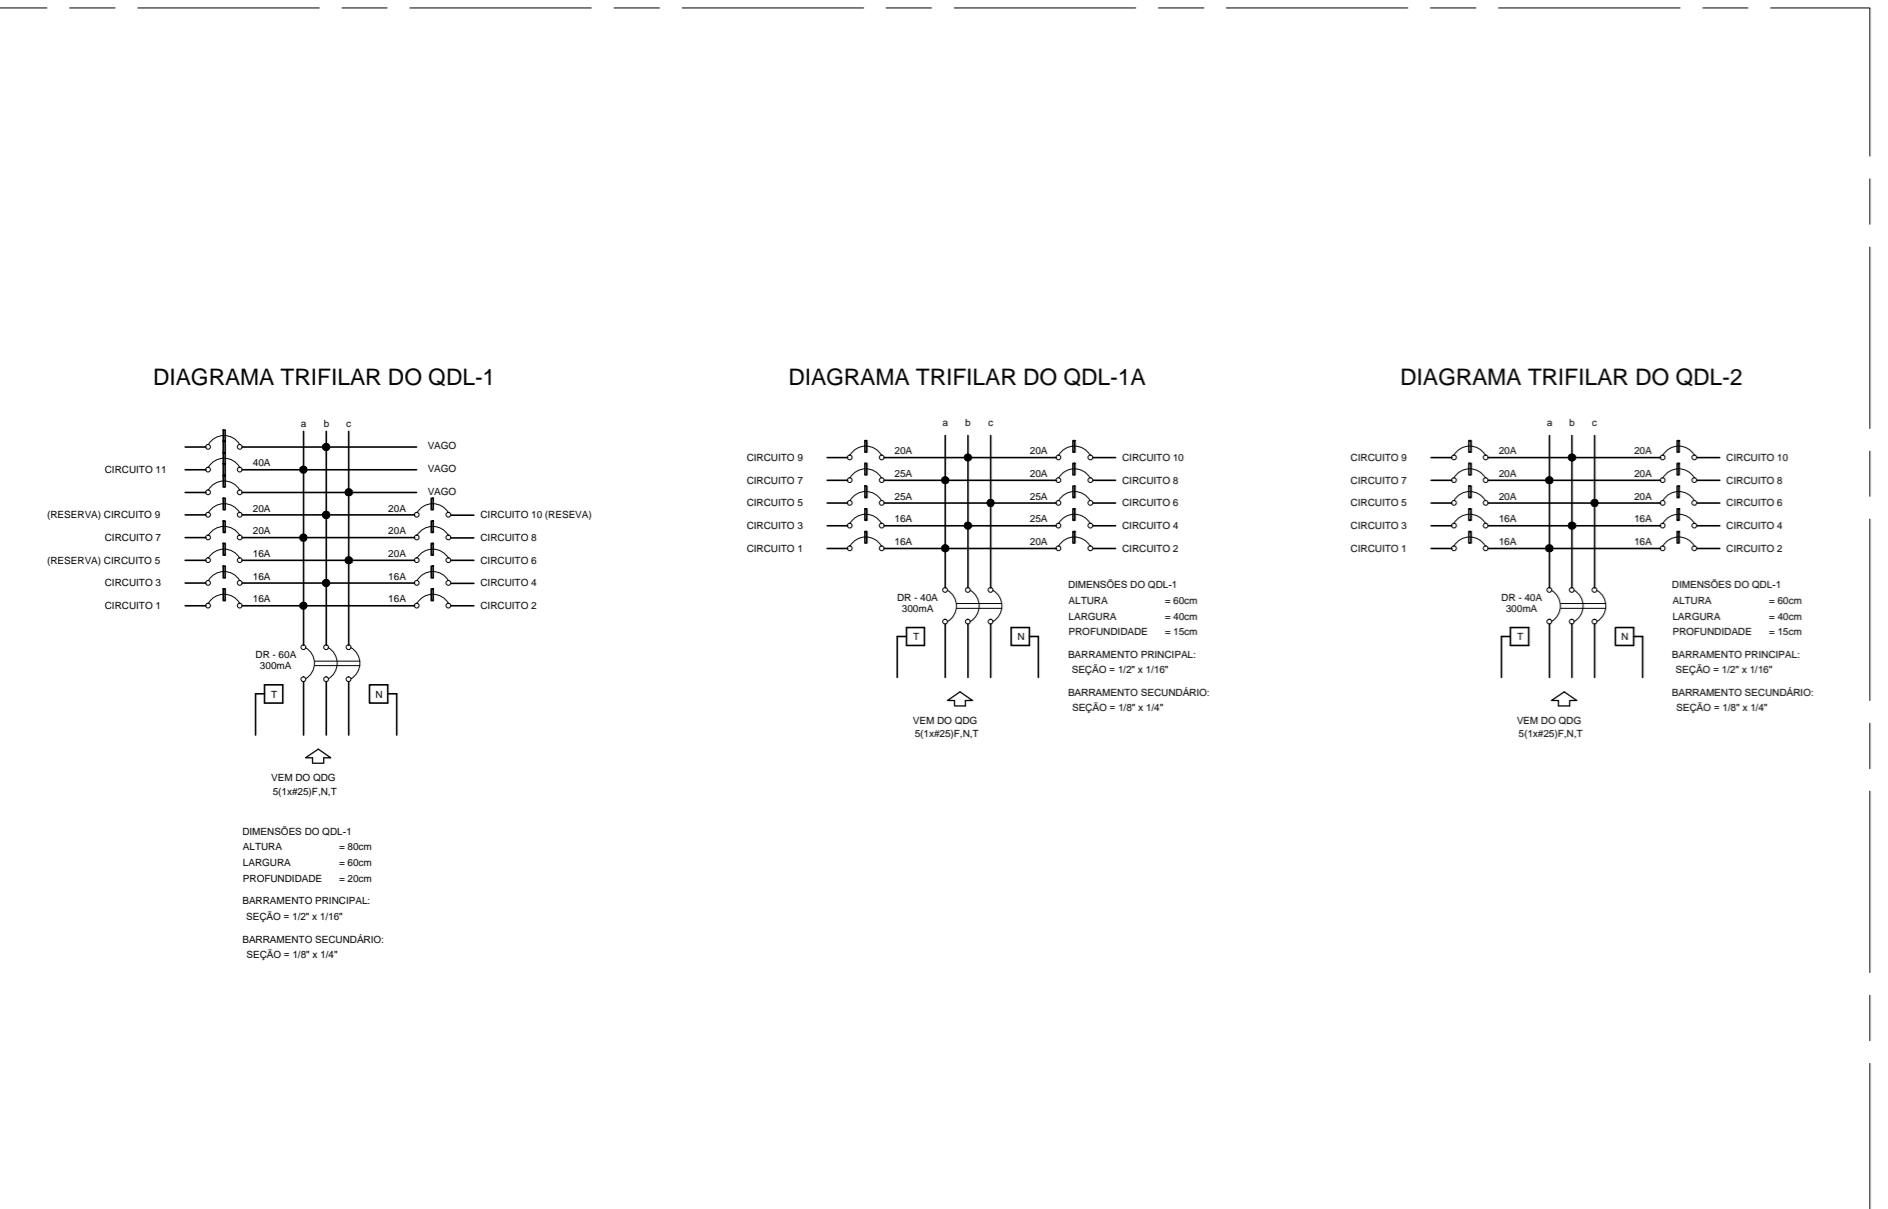 DIAGRAMA TRIFILAR DO QDL-1
a b c
VAGO
CIRCUITO 11 40A VAGO
VAGO
(RESERVA) CIRCUITO 9 20A 20A CIRCUITO 10 (RESEVA)
CIRCUITO 7 20A 20A CIRCUITO 8
(RESERVA) CIRCUITO 5 16A 20A CIRCUITO 6
CIRCUITO 3 16A 16A CIRCUITO 4
CIRCUITO 1 16A 16A CIRCUITO 2
DR - 60A
300mA
T N
VEM DO QDG
5(1x#25)F,N,T
DIMENSÕES DO QDL-1
ALTURA = 80cm
LARGURA = 60cm
PROFUNDIDADE = 20cm
BARRAMENTO PRINCIPAL:
SEÇÃO = 1/2" x 1/16"
BARRAMENTO SECUNDÁRIO:
SEÇÃO = 1/8" x 1/4"
DIAGRAMA TRIFILAR DO QDL-1A
a b c
CIRCUITO 9 20A 20A CIRCUITO 10
CIRCUITO 7 25A 20A CIRCUITO 8
CIRCUITO 5 25A 25A CIRCUITO 6
CIRCUITO 3 16A 25A CIRCUITO 4
CIRCUITO 1 16A 20A CIRCUITO 2
DR - 40A
300mA
T N
VEM DO QDG
5(1x#25)F,N,T
DIMENSÕES DO QDL-1
ALTURA = 60cm
LARGURA = 40cm
PROFUNDIDADE = 15cm
BARRAMENTO PRINCIPAL:
SEÇÃO = 1/2" x 1/16"
BARRAMENTO SECUNDÁRIO:
SEÇÃO = 1/8" x 1/4"
DIAGRAMA TRIFILAR DO QDL-2
a b c
CIRCUITO 9 20A 20A CIRCUITO 10
CIRCUITO 7 20A 20A CIRCUITO 8
CIRCUITO 5 20A 20A CIRCUITO 6
CIRCUITO 3 16A 16A CIRCUITO 4
CIRCUITO 1 16A 16A CIRCUITO 2
DR - 40A
300mA
T N
VEM DO QDG
5(1x#25)F,N,T
DIMENSÕES DO QDL-1
ALTURA = 60cm
LARGURA = 40cm
PROFUNDIDADE = 15cm
BARRAMENTO PRINCIPAL:
SEÇÃO = 1/2" x 1/16"
BARRAMENTO SECUNDÁRIO:
SEÇÃO = 1/8" x 1/4"